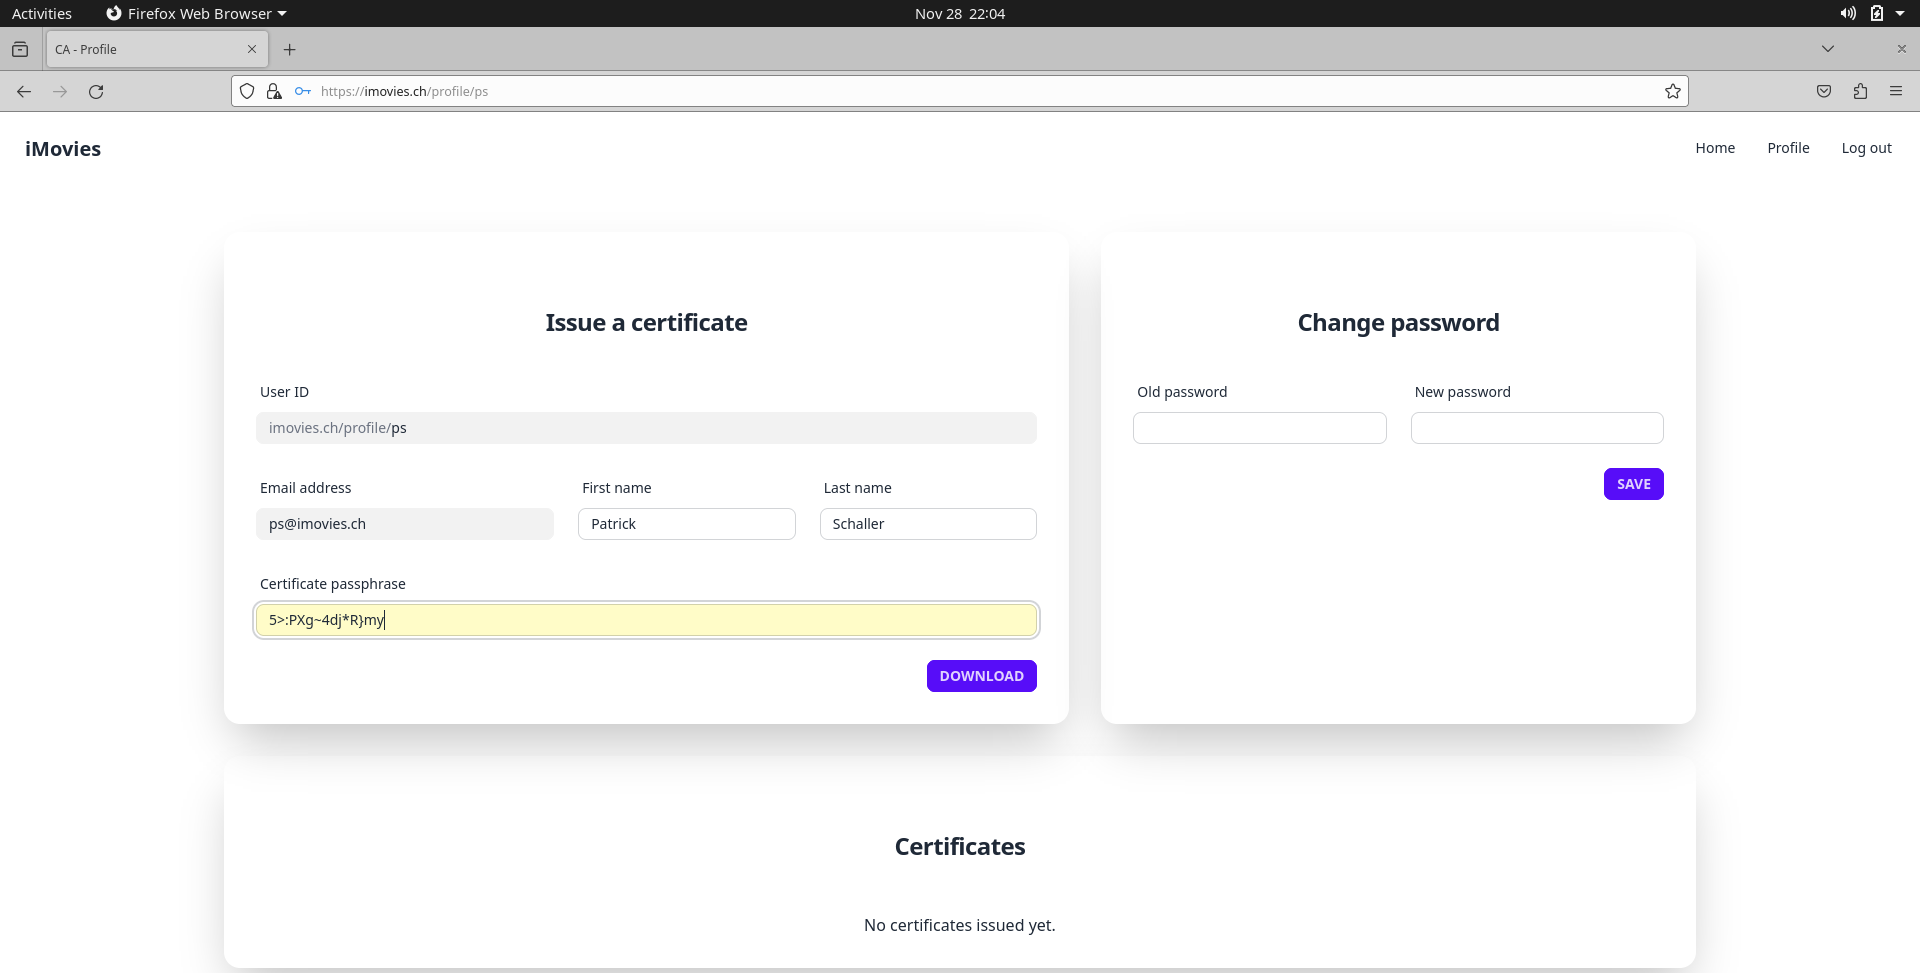 Activities Firefox Web Browser Nov 28 22:04
CA - Profile
https://imovies.ch/profile/ps
iMovies Home Profile Log out
Issue a certificate
User ID
imovies.ch/profile/ps
Email address First name Last name
ps@imovies.ch Patrick Schaller
Certificate passphrase
5>:PXg~4dj*R}my
DOWNLOAD
Change password
Old password New password
SAVE
Certificates
No certificates issued yet.